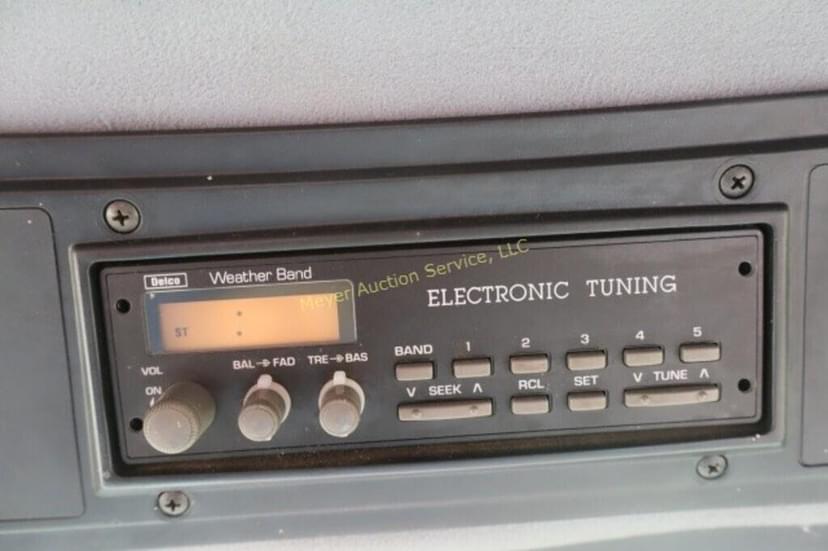 Delco Weather Band
Meyer Auction Service, LLC
ELECTRONIC TUNING
ST
VOL BAL FAD TRE BAS
ON
BAND 1 2 3 4 5
V SEEK Λ RCL SET V TUNE Λ